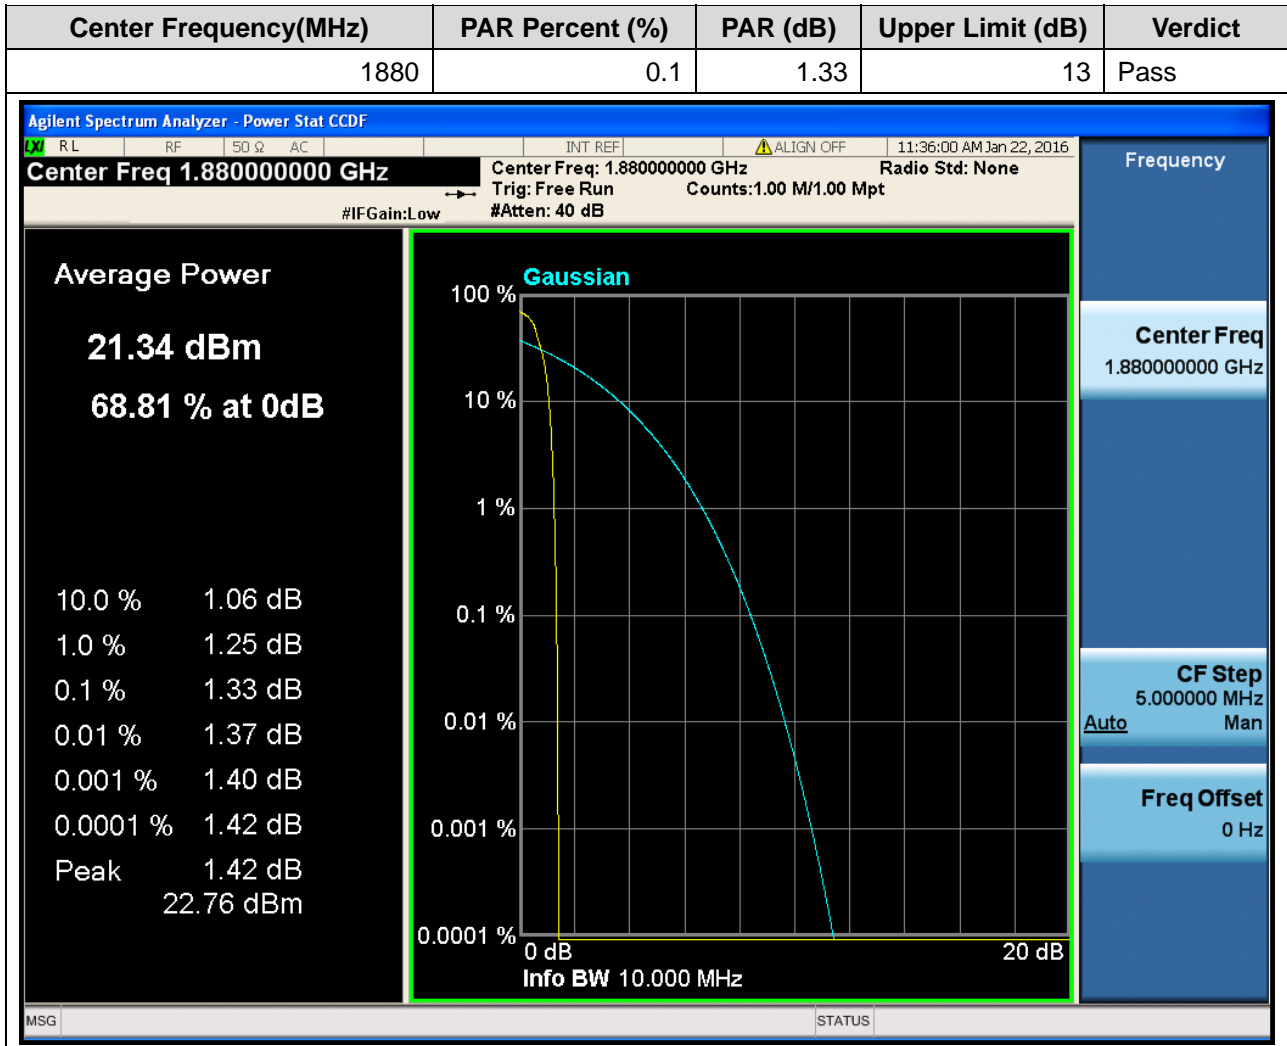 Center Frequency(MHz) PAR Percent (%) PAR (dB) Upper Limit (dB) Verdict
1880 0.1 1.33 13 Pass
Agilent Spectrum Analyzer - Power Stat CCDF
LXI RL RF 50 Ω AC INT REF ALIGN OFF 11:36:00 AM Jan 22, 2016
Center Freq 1.880000000 GHz
Center Freq: 1.880000000 GHz Radio Std: None
Trig: Free Run Counts:1.00 M/1.00 Mpt
#IFGain:Low #Atten: 40 dB
Average Power
21.34 dBm
68.81 % at 0dB
10.0 % 1.06 dB
1.0 % 1.25 dB
0.1 % 1.33 dB
0.01 % 1.37 dB
0.001 % 1.40 dB
0.0001 % 1.42 dB
Peak 1.42 dB
22.76 dBm
Gaussian
100 %
10 %
1 %
0.1 %
0.01 %
0.001 %
0.0001 %
0 dB 20 dB
Info BW 10.000 MHz
Frequency
Center Freq
1.880000000 GHz
CF Step
5.000000 MHz
Auto Man
Freq Offset
0 Hz
MSG STATUS